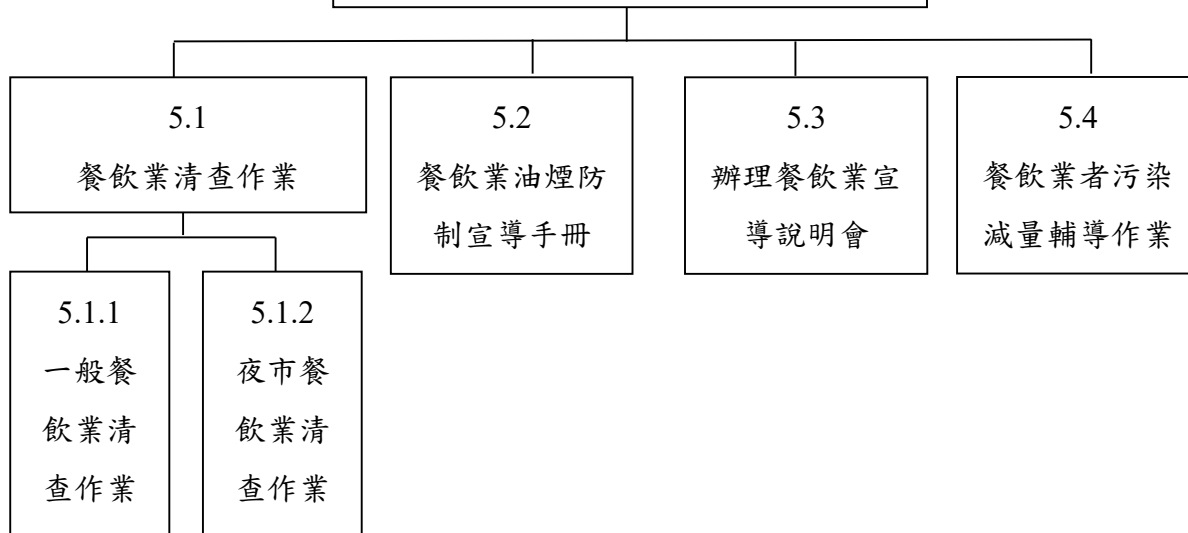 5.1
餐飲業清查作業
5.2
餐飲業油煙防
制宣導手冊
5.3
辦理餐飲業宣
導說明會
5.4
餐飲業者污染
減量輔導作業
5.1.1
一般餐
飲業清
查作業
5.1.2
夜市餐
飲業清
查作業